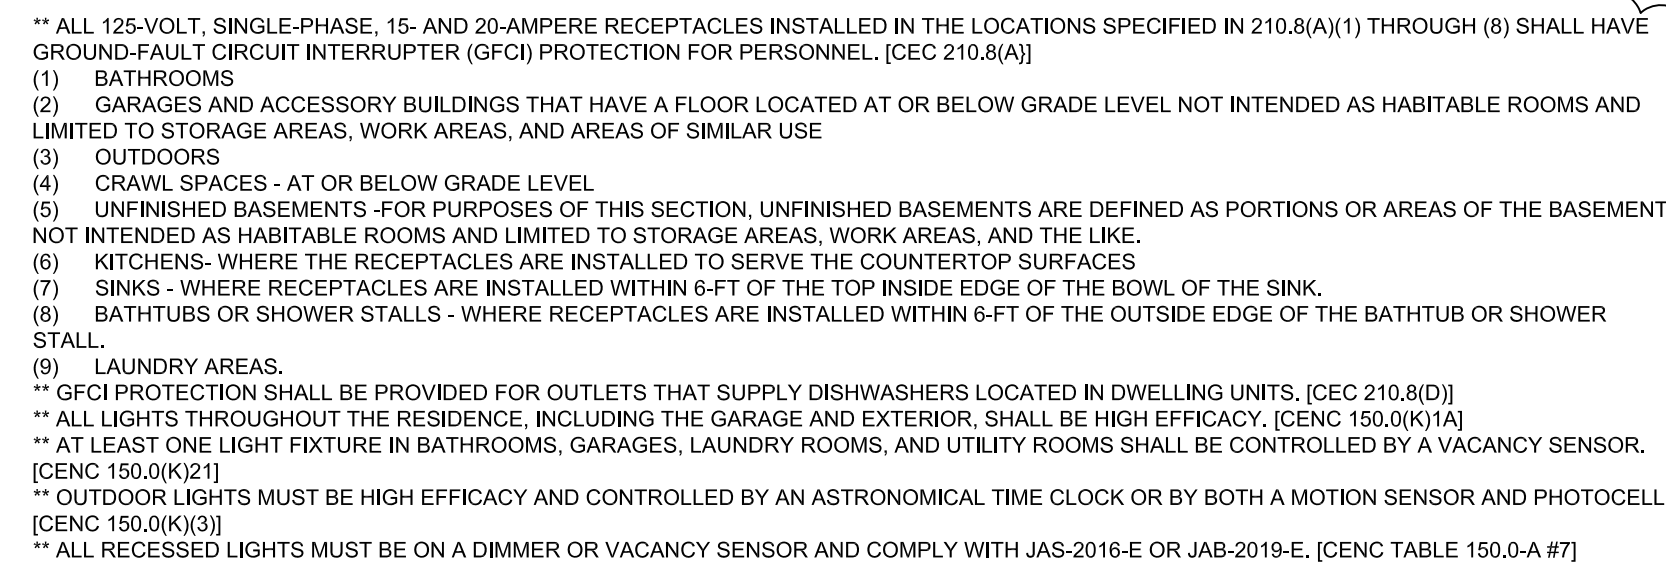 ** ALL 125-VOLT, SINGLE-PHASE, 15- AND 20-AMPERE RECEPTACLES INSTALLED IN THE LOCATIONS SPECIFIED IN 210.8(A)(1) THROUGH (8) SHALL HAVE
GROUND-FAULT CIRCUIT INTERRUPTER (GFCI) PROTECTION FOR PERSONNEL. [CEC 210.8(A}]
(1) BATHROOMS
(2) GARAGES AND ACCESSORY BUILDINGS THAT HAVE A FLOOR LOCATED AT OR BELOW GRADE LEVEL NOT INTENDED AS HABITABLE ROOMS AND
LIMITED TO STORAGE AREAS, WORK AREAS, AND AREAS OF SIMILAR USE
(3) OUTDOORS
(4) CRAWL SPACES - AT OR BELOW GRADE LEVEL
(5) UNFINISHED BASEMENTS -FOR PURPOSES OF THIS SECTION, UNFINISHED BASEMENTS ARE DEFINED AS PORTIONS OR AREAS OF THE BASEMENT
NOT INTENDED AS HABITABLE ROOMS AND LIMITED TO STORAGE AREAS, WORK AREAS, AND THE LIKE.
(6) KITCHENS- WHERE THE RECEPTACLES ARE INSTALLED TO SERVE THE COUNTERTOP SURFACES
(7) SINKS - WHERE RECEPTACLES ARE INSTALLED WITHIN 6-FT OF THE TOP INSIDE EDGE OF THE BOWL OF THE SINK.
(8) BATHTUBS OR SHOWER STALLS - WHERE RECEPTACLES ARE INSTALLED WITHIN 6-FT OF THE OUTSIDE EDGE OF THE BATHTUB OR SHOWER
STALL.
(9) LAUNDRY AREAS.
** GFCI PROTECTION SHALL BE PROVIDED FOR OUTLETS THAT SUPPLY DISHWASHERS LOCATED IN DWELLING UNITS. [CEC 210.8(D)]
** ALL LIGHTS THROUGHOUT THE RESIDENCE, INCLUDING THE GARAGE AND EXTERIOR, SHALL BE HIGH EFFICACY. [CENC 150.0(K)1A]
** AT LEAST ONE LIGHT FIXTURE IN BATHROOMS, GARAGES, LAUNDRY ROOMS, AND UTILITY ROOMS SHALL BE CONTROLLED BY A VACANCY SENSOR.
[CENC 150.0(K)21]
** OUTDOOR LIGHTS MUST BE HIGH EFFICACY AND CONTROLLED BY AN ASTRONOMICAL TIME CLOCK OR BY BOTH A MOTION SENSOR AND PHOTOCELL
[CENC 150.0(K)(3)]
** ALL RECESSED LIGHTS MUST BE ON A DIMMER OR VACANCY SENSOR AND COMPLY WITH JAS-2016-E OR JAB-2019-E. [CENC TABLE 150.0-A #7]